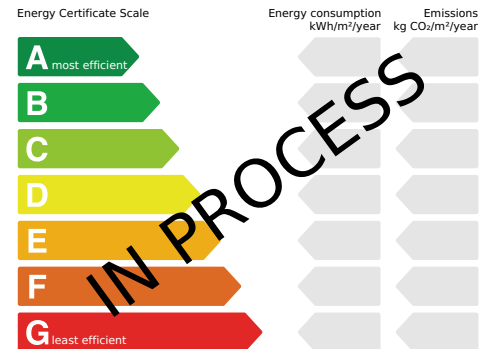 Energy Certificate Scale
Energy consumption
kWh/m²/year
Emissions
kg CO₂/m²/year
A most efficient
B
C
D
E
F
G least efficient
IN PROCESS